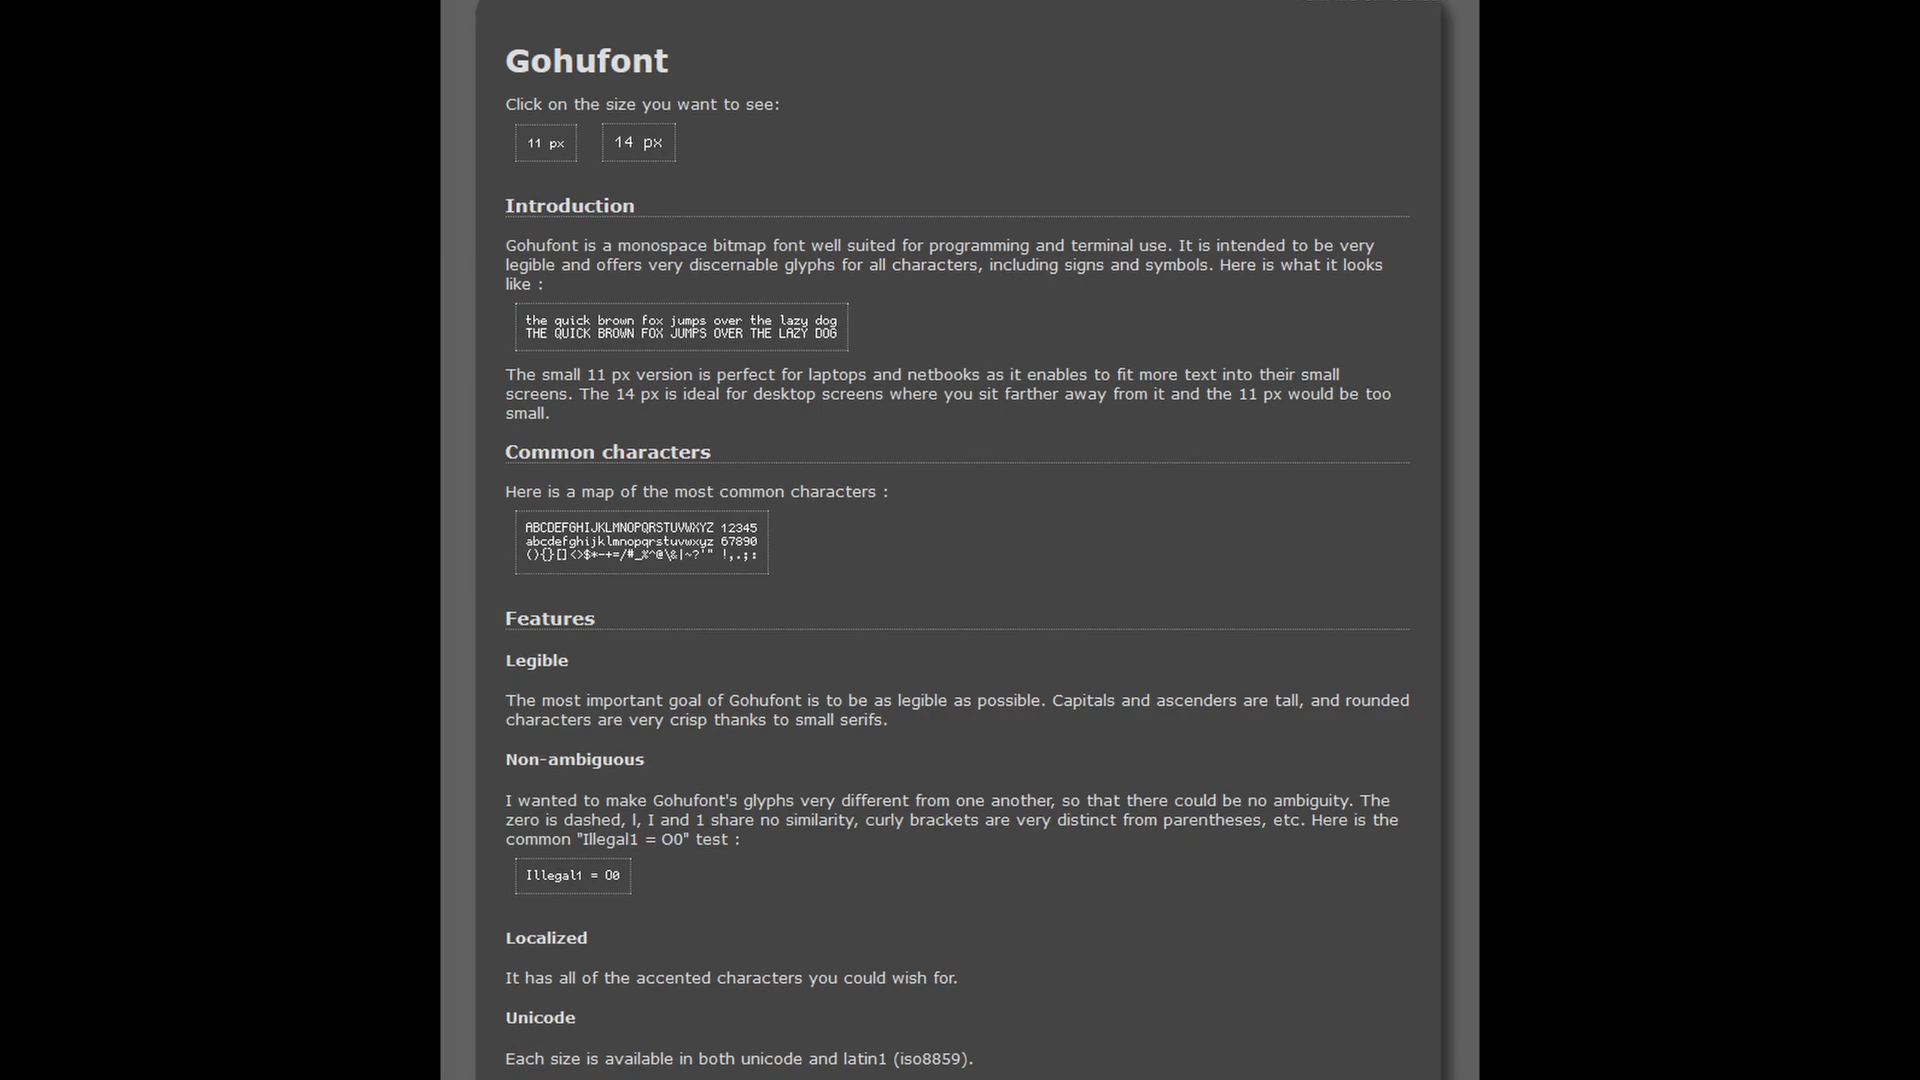 Gohufont
Click on the size you want to see:
11 px 14 px
Introduction
Gohufont is a monospace bitmap font well suited for programming and terminal use. It is intended to be very
legible and offers very discernable glyphs for all characters, including signs and symbols. Here is what it looks
like :
the quick brown fox jumps over the lazy dog
THE QUICK BROWN FOX JUMPS OVER THE LAZY DOG
The small 11 px version is perfect for laptops and netbooks as it enables to fit more text into their small
screens. The 14 px is ideal for desktop screens where you sit farther away from it and the 11 px would be too
small.
Common characters
Here is a map of the most common characters :
ABCDEFGHIJKLMNOPQRSTUVWXYZ 12345
abcdefghijklmnopqrstuvwxyz 67890
(){}[]<>$*-+=/#_%^@\&|~?'" !,.;:
Features
Legible
The most important goal of Gohufont is to be as legible as possible. Capitals and ascenders are tall, and rounded
characters are very crisp thanks to small serifs.
Non-ambiguous
I wanted to make Gohufont's glyphs very different from one another, so that there could be no ambiguity. The
zero is dashed, l, I and 1 share no similarity, curly brackets are very distinct from parentheses, etc. Here is the
common "Illegal1 = O0" test :
Illegal1 = O0
Localized
It has all of the accented characters you could wish for.
Unicode
Each size is available in both unicode and latin1 (iso8859).